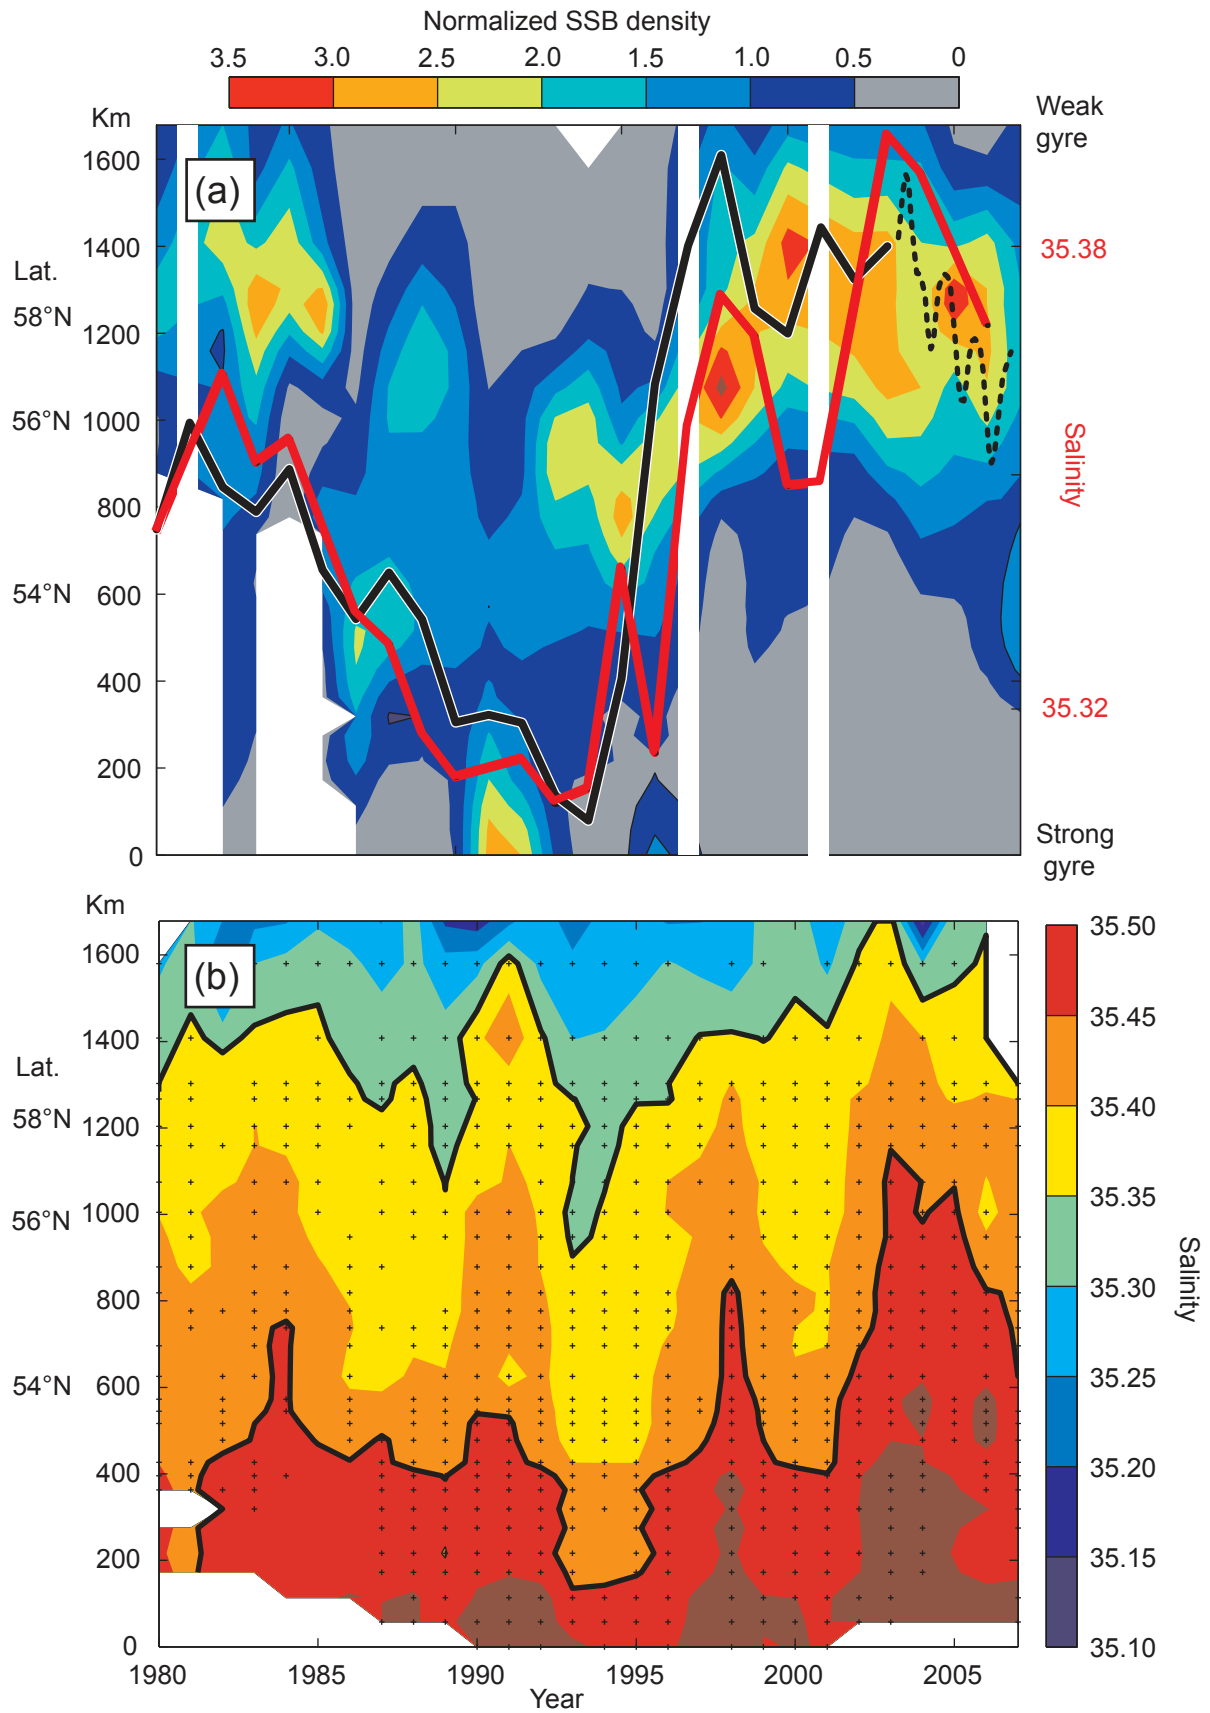 Normalized SSB density
3.5 3.0 2.5 2.0 1.5 1.0 0.5 0
Km
Weak
gyre
(a)
1600
1400
35.38
Lat.
58°N
1200
56°N
1000
Salinity
800
54°N
600
400
35.32
200
0
Strong
gyre
Km
(b)
1600
1400
Lat.
58°N
1200
56°N
1000
800
54°N
600
400
200
0
35.50
35.45
35.40
35.35
35.30
35.25
35.20
35.15
35.10
Salinity
1980 1985 1990 1995 2000 2005
Year